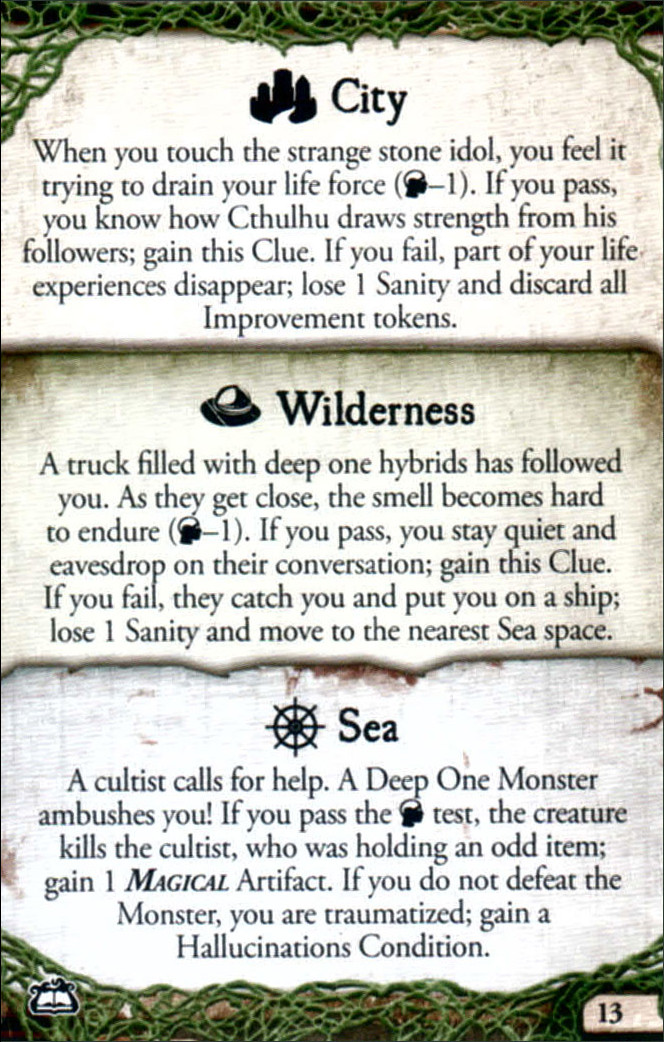 City
When you touch the strange stone idol, you feel it
trying to drain your life force (–1). If you pass,
you know how Cthulhu draws strength from his
followers; gain this Clue. If you fail, part of your life
experiences disappear; lose 1 Sanity and discard all
Improvement tokens.
Wilderness
A truck filled with deep one hybrids has followed
you. As they get close, the smell becomes hard
to endure (–1). If you pass, you stay quiet and
eavesdrop on their conversation; gain this Clue.
If you fail, they catch you and put you on a ship;
lose 1 Sanity and move to the nearest Sea space.
Sea
A cultist calls for help. A Deep One Monster
ambushes you! If you pass the test, the creature
kills the cultist, who was holding an odd item;
gain 1 MAGICAL Artifact. If you do not defeat the
Monster, you are traumatized; gain a
Hallucinations Condition.
13